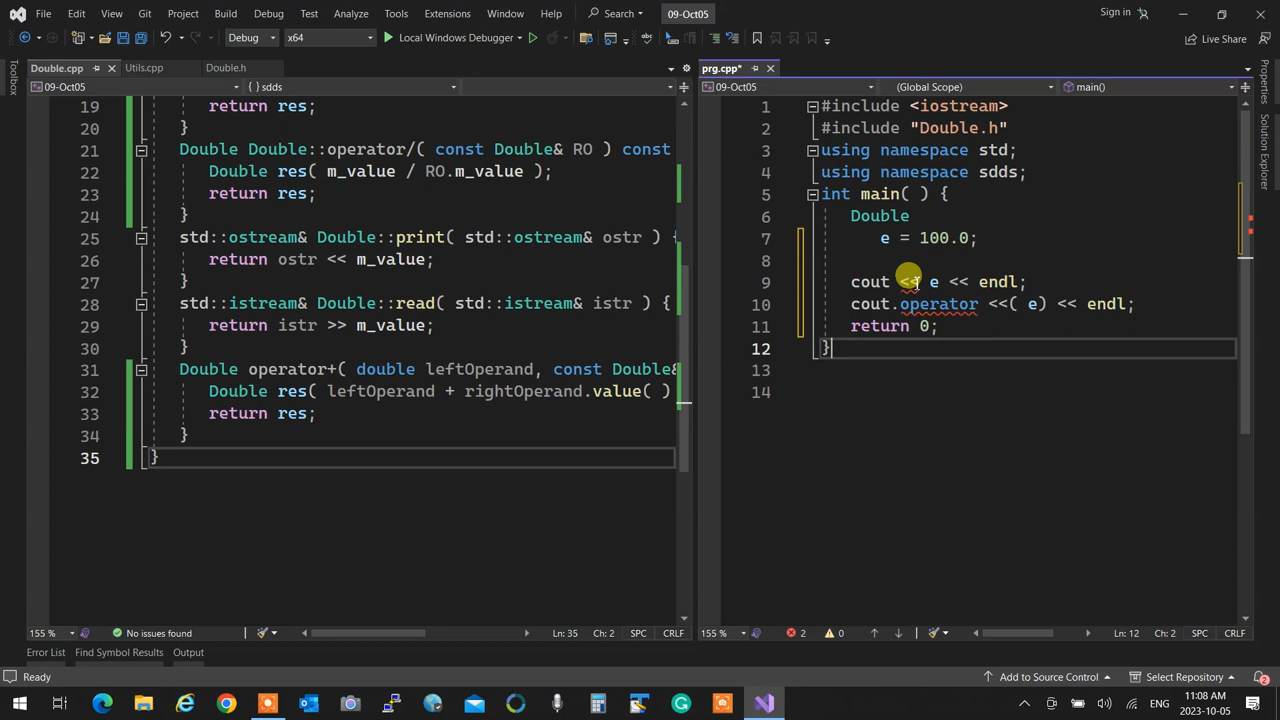 File Edit View Git Project Build Debug Test Analyze Tools Extensions Window Help Search 09-Oct05 Sign in
Debug x64 Local Windows Debugger Live Share
Toolbox
Double.cpp Utils.cpp Double.h
09-Oct05 sdds
19 return res;
20 }
21 Double Double::operator/( const Double& RO ) const
22 Double res( m_value / RO.m_value );
23 return res;
24 }
25 std::ostream& Double::print( std::ostream& ostr ) {
26 return ostr << m_value;
27 }
28 std::istream& Double::read( std::istream& istr ) {
29 return istr >> m_value;
30 }
31 Double operator+( double leftOperand, const Double&
32 Double res( leftOperand + rightOperand.value( )
33 return res;
34 }
35 }
155 % No issues found Ln: 35 Ch: 2 SPC CRLF
prg.cpp*
09-Oct05 (Global Scope) main()
1 #include <iostream>
2 #include "Double.h"
3 using namespace std;
4 using namespace sdds;
5 int main( ) {
6 Double
7 e = 100.0;
8
9 cout << e << endl;
10 cout.operator <<( e) << endl;
11 return 0;
12 }
13
14
155 % 2 0 Ln: 12 Ch: 2 SPC CRLF
Properties
Solution Explorer
Error List Find Symbol Results Output
Ready Add to Source Control Select Repository 2
ENG 11:08 AM
2023-10-05